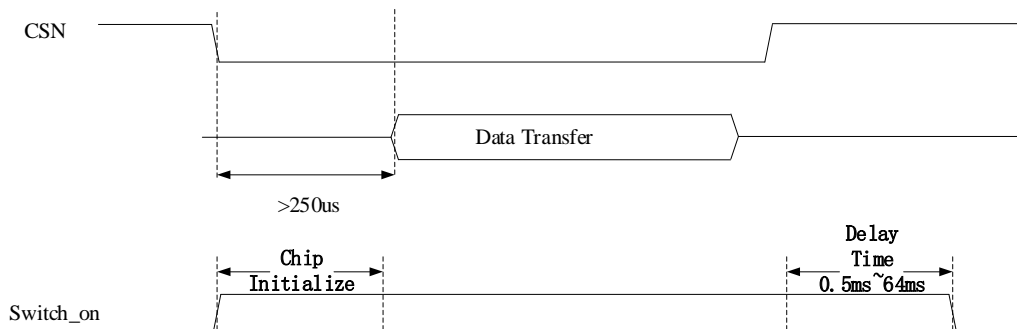 CSN
Data Transfer
>250us
Chip
Initialize
Delay
Time
0.5ms~64ms
Switch_on